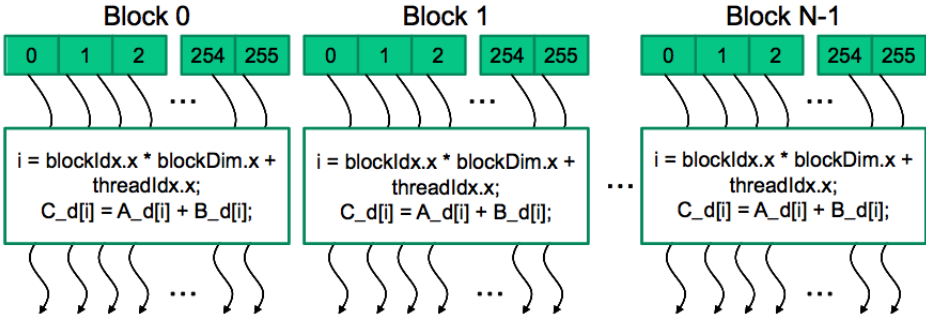 Block 0
0 1 2 254 255
...
i = blockIdx.x * blockDim.x +
threadIdx.x;
C_d[i] = A_d[i] + B_d[i];
...
Block 1
0 1 2 254 255
...
i = blockIdx.x * blockDim.x +
threadIdx.x;
C_d[i] = A_d[i] + B_d[i];
...
...
Block N-1
0 1 2 254 255
...
i = blockIdx.x * blockDim.x +
threadIdx.x;
C_d[i] = A_d[i] + B_d[i];
...